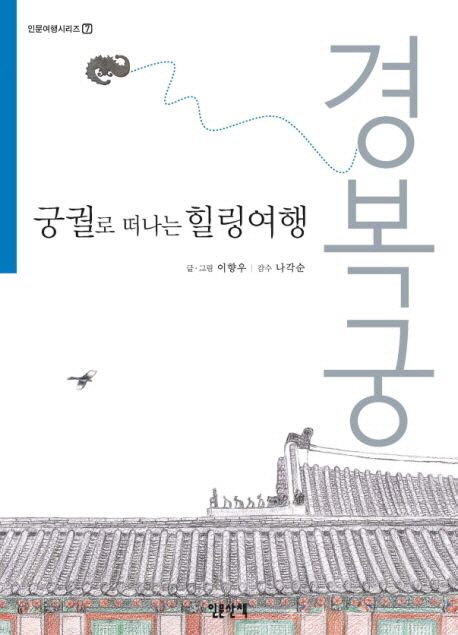 인문여행시리즈 7
경복궁
궁궐로 떠나는 힐링여행
글·그림 이향우 | 감수 나각순
인문산책